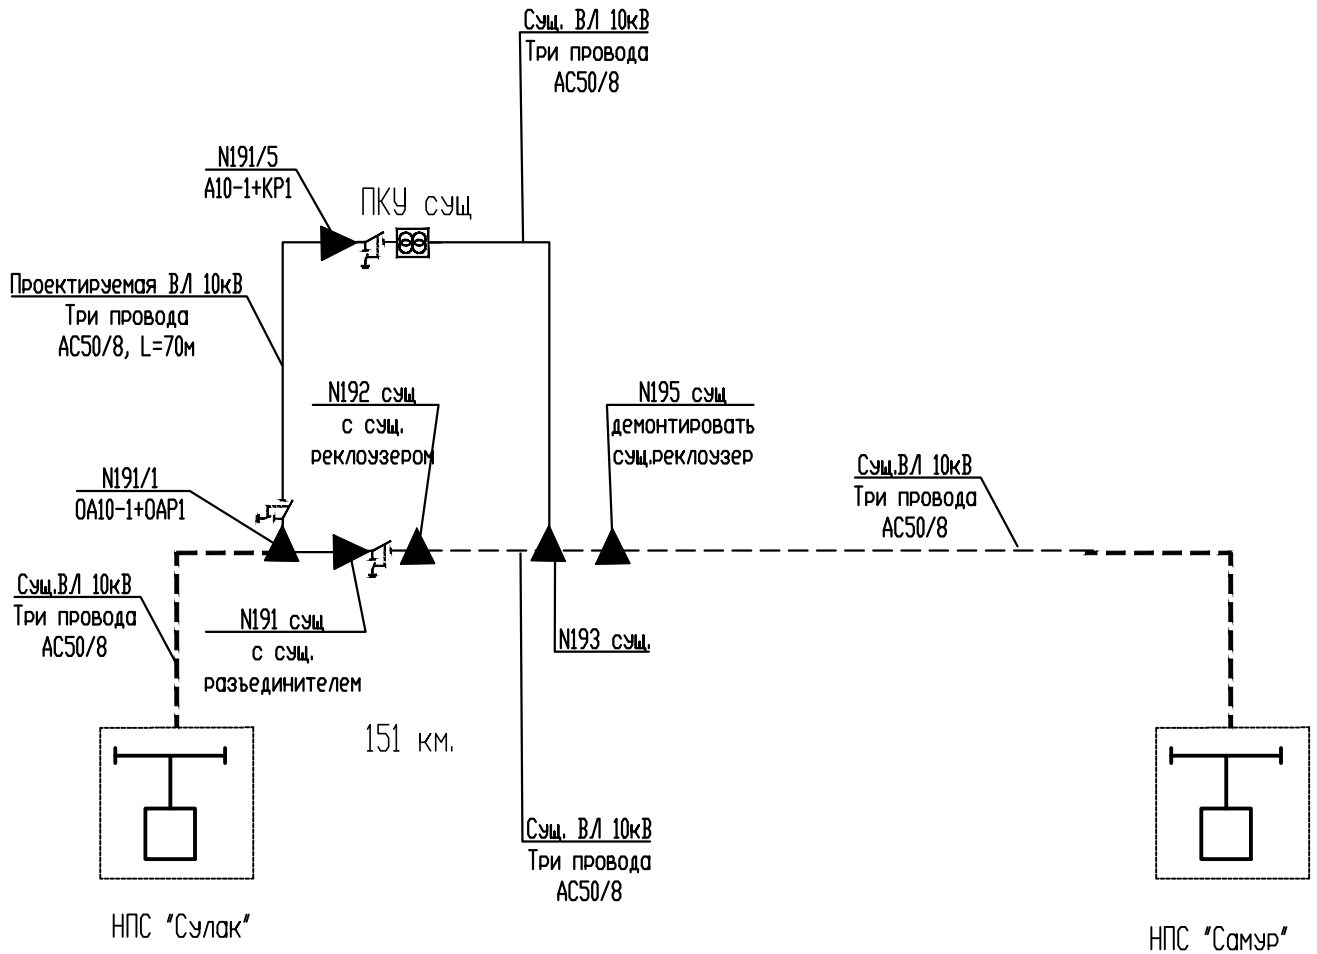 Сущ. ВЛ 10кВ
Три провода
АС50/8
N191/5
А10-1+КР1
ПКУ сущ
Проектируемая ВЛ 10кВ
Три провода
АС50/8, L=70м
N192 сущ
с сущ.
реклоузером
N195 сущ
демонтировать
сущ.реклоузер
N191/1
ОА10-1+ОАР1
Сущ.ВЛ 10кВ
Три провода
АС50/8
Сущ.ВЛ 10кВ
Три провода
АС50/8
N191 сущ
с сущ.
разъединителем
N193 сущ.
151 км.
Сущ. ВЛ 10кВ
Три провода
АС50/8
НПС "Сулак"
НПС "Самур"